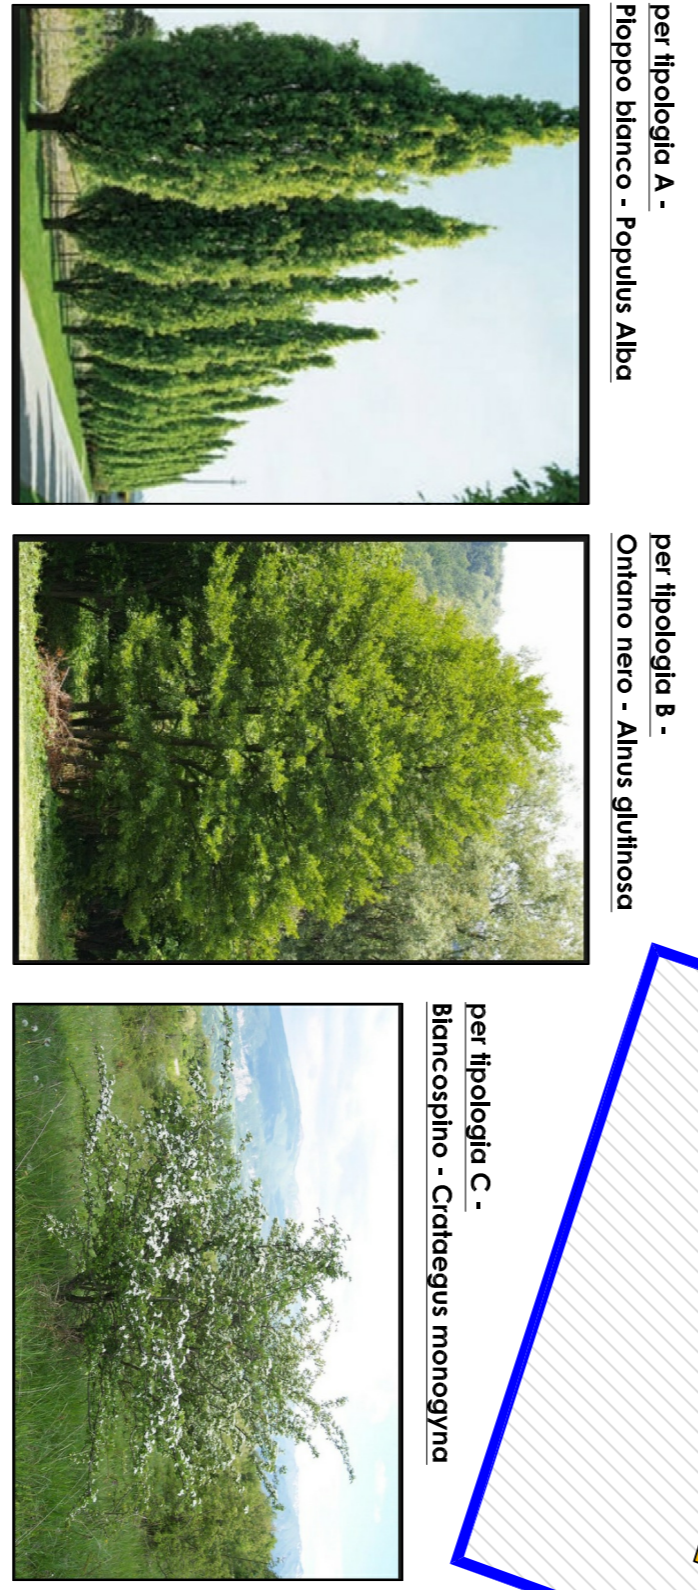 per tipologia A -
Pioppo bianco - Populus Alba
per tipologia B -
Ontano nero - Alnus glutinosa
per tipologia C -
Biancospino - Crataegus monogyna